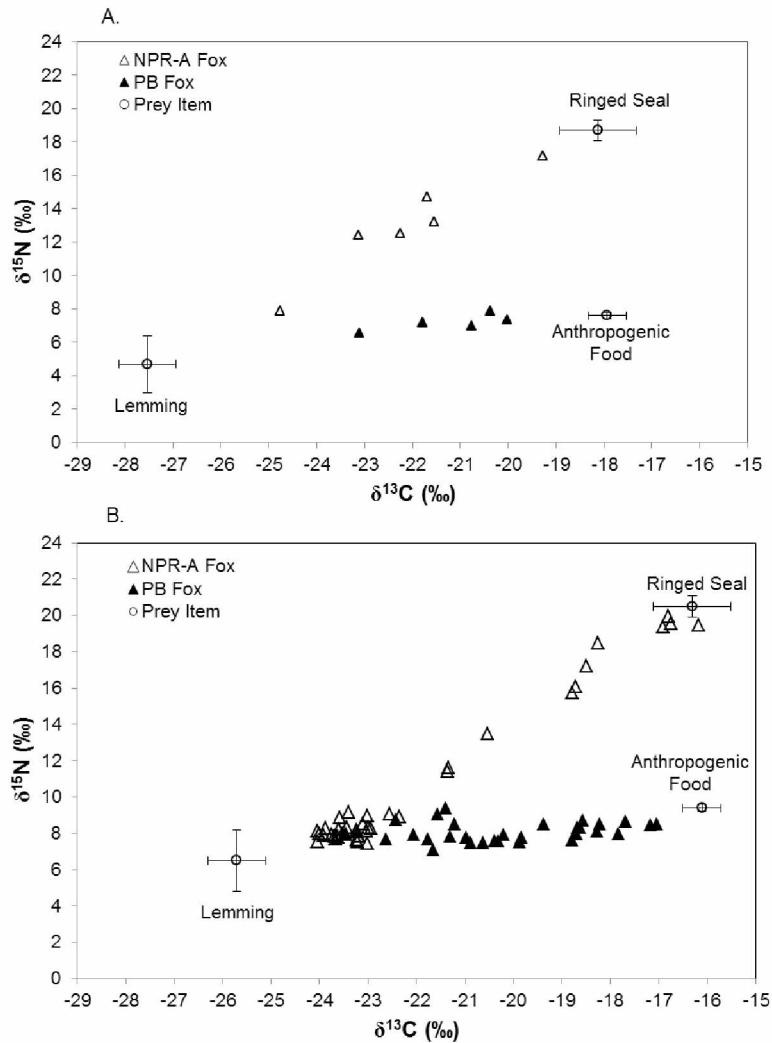 A.
24
22
20
18
16
14
12
10
8
6
4
2
0
δ15N (‰)
△ NPR-A Fox
▲ PB Fox
○ Prey Item
Ringed Seal
Anthropogenic
Food
Lemming
-29 -28 -27 -26 -25 -24 -23 -22 -21 -20 -19 -18 -17 -16 -15
δ13C (‰)
B.
24
22
20
18
16
14
12
10
8
6
4
2
0
δ15N (‰)
△ NPR-A Fox
▲ PB Fox
○ Prey Item
Ringed Seal
Anthropogenic
Food
Lemming
-29 -28 -27 -26 -25 -24 -23 -22 -21 -20 -19 -18 -17 -16 -15
δ13C (‰)